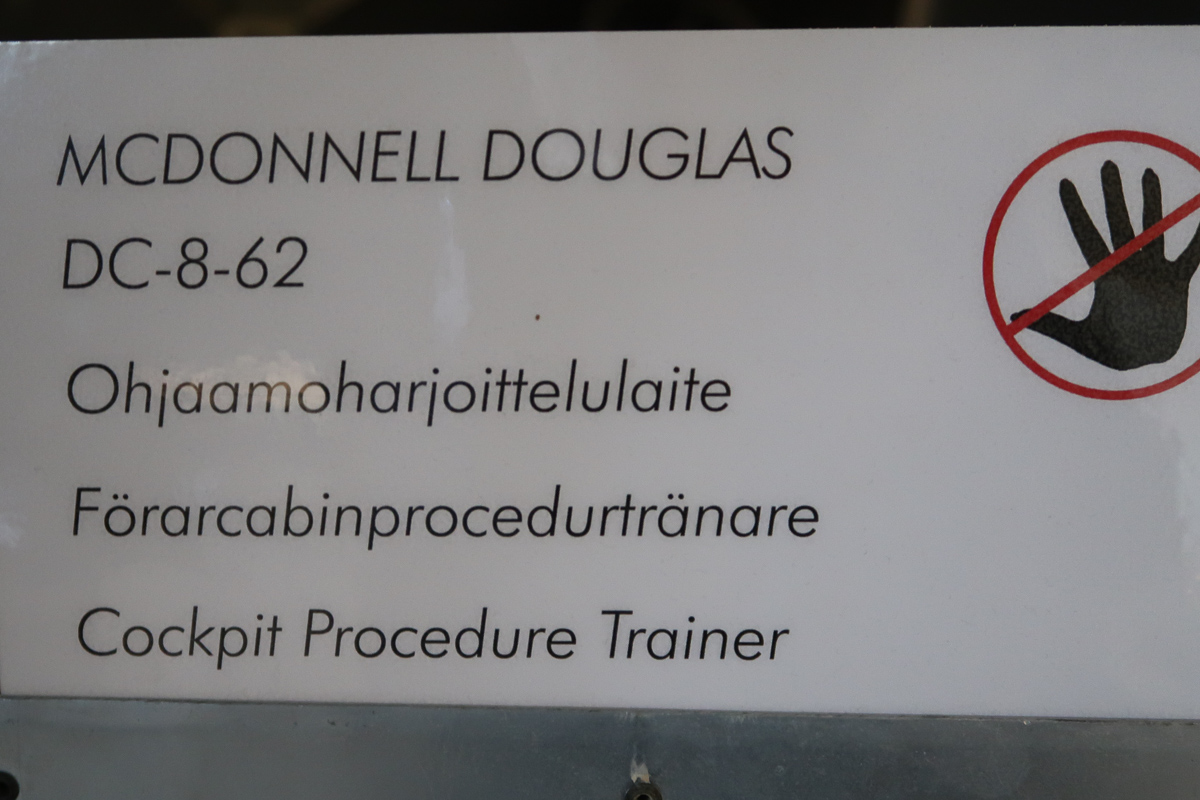 MCDONNELL DOUGLAS
DC-8-62
Ohjaamoharjoittelulaite
Förarcabinprocedurtränare
Cockpit Procedure Trainer